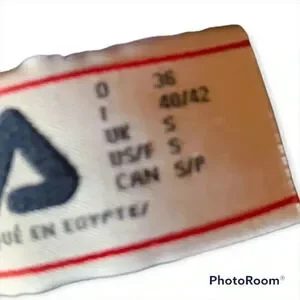 D 36
I 40/42
UK S
US/F S
CAN S/P
QUÉ EN EGYPTE/
PhotoRoom®